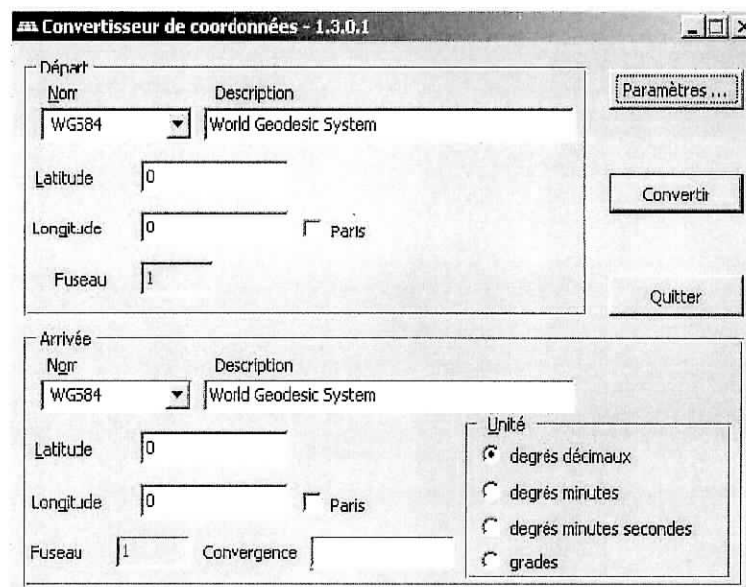 Convertisseur de coordonnées - 1.3.0.1
Départ
Nom Description
WGS84 World Geodesic System
Latitude 0
Longitude 0 Paris
Fuseau 1
Paramètres ...
Convertir
Quitter
Arrivée
Nom Description
WGS84 World Geodesic System
Latitude 0
Longitude 0 Paris
Fuseau 1 Convergence
Unité
degrés décimaux
degrés minutes
degrés minutes secondes
grades